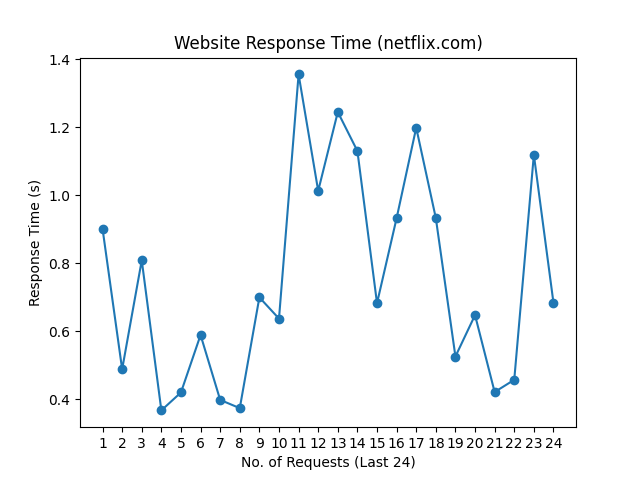 Website Response Time (netflix.com)
Response Time (s)
1.4
1.2
1.0
0.8
0.6
0.4
1 2 3 4 5 6 7 8 9 10 11 12 13 14 15 16 17 18 19 20 21 22 23 24
No. of Requests (Last 24)